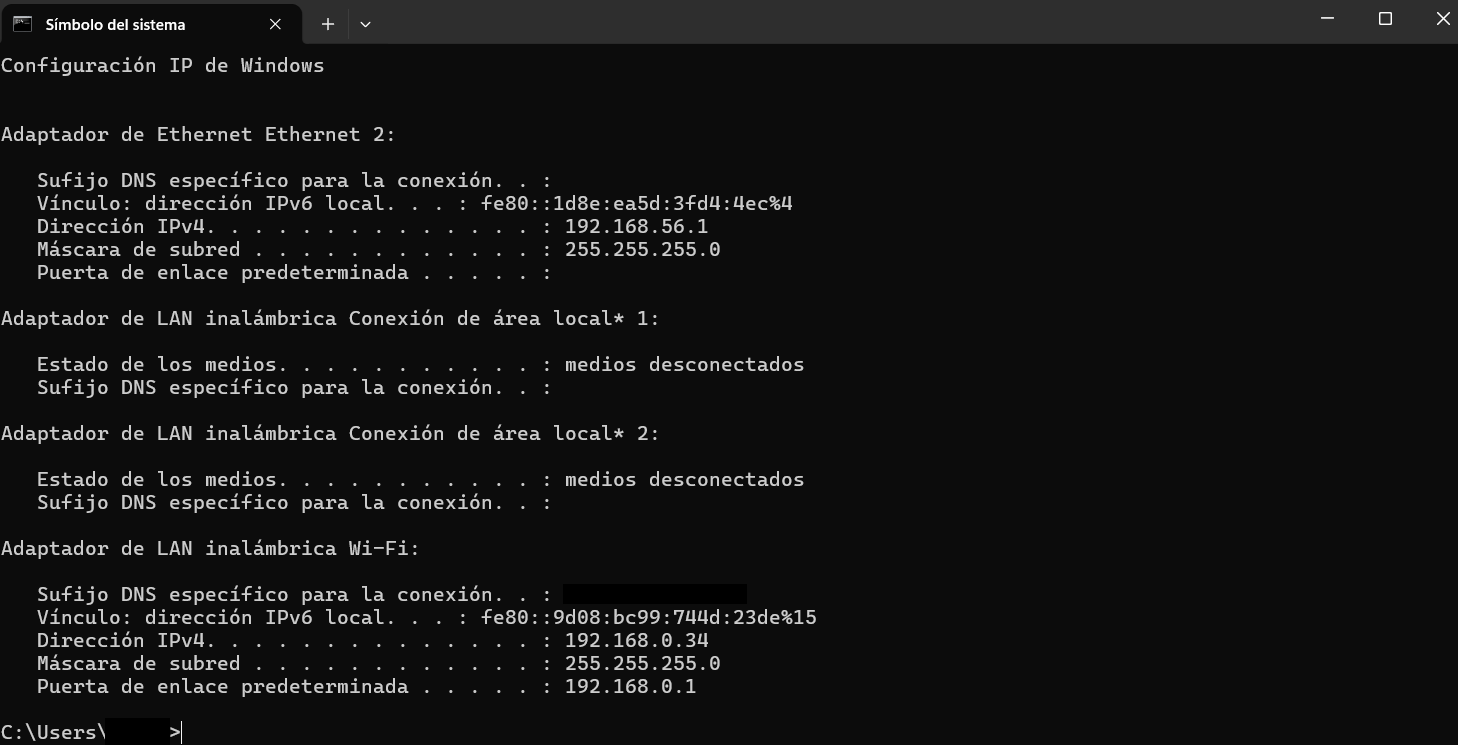 Símbolo del sistema
Configuración IP de Windows
Adaptador de Ethernet Ethernet 2:
Sufijo DNS específico para la conexión. . :
Vínculo: dirección IPv6 local. . . : fe80::1d8e:ea5d:3fd4:4ec%4
Dirección IPv4. . . . . . . . . . . . . . : 192.168.56.1
Máscara de subred . . . . . . . . . . . . : 255.255.255.0
Puerta de enlace predeterminada . . . . . :
Adaptador de LAN inalámbrica Conexión de área local* 1:
Estado de los medios. . . . . . . . . . . : medios desconectados
Sufijo DNS específico para la conexión. . :
Adaptador de LAN inalámbrica Conexión de área local* 2:
Estado de los medios. . . . . . . . . . . : medios desconectados
Sufijo DNS específico para la conexión. . :
Adaptador de LAN inalámbrica Wi-Fi:
Sufijo DNS específico para la conexión. . :
Vínculo: dirección IPv6 local. . . : fe80::9d08:bc99:744d:23de%15
Dirección IPv4. . . . . . . . . . . . . . : 192.168.0.34
Máscara de subred . . . . . . . . . . . . : 255.255.255.0
Puerta de enlace predeterminada . . . . . : 192.168.0.1
C:\Users\ >